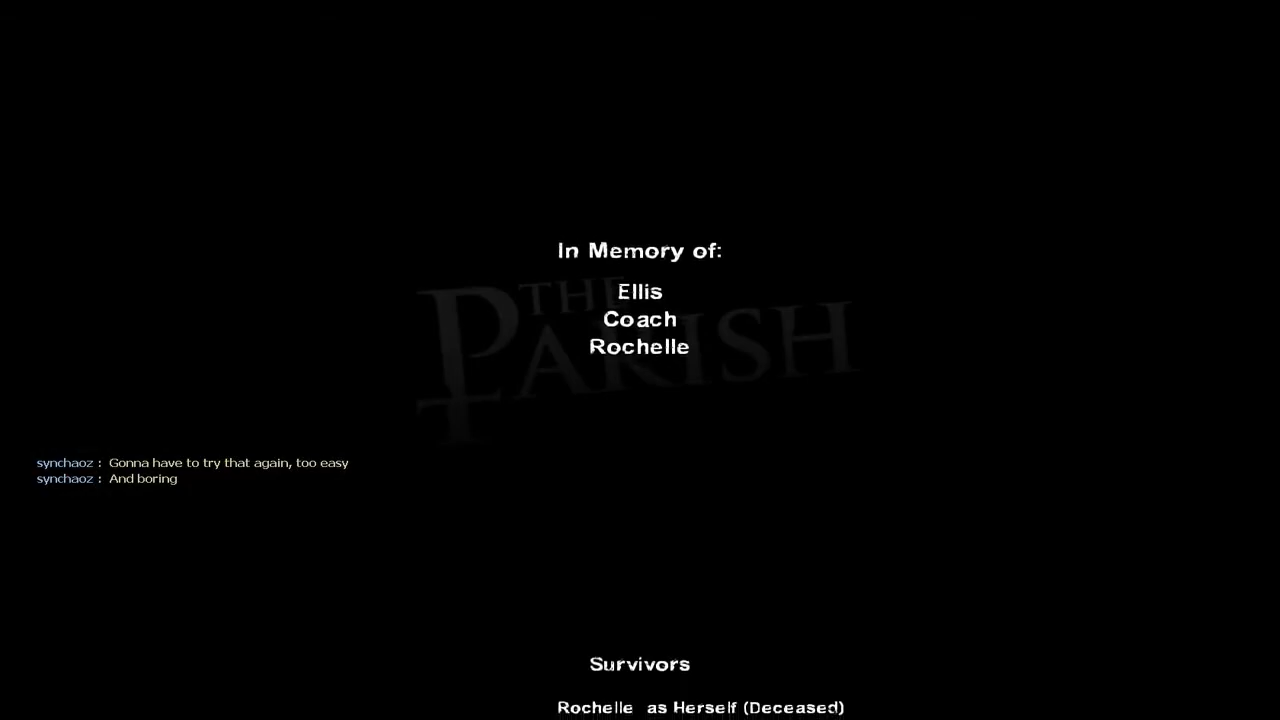 In Memory of:
Ellis
THE
Coach
PARISH
Rochelle
synchaoz : Gonna have to try that again, too easy
synchaoz : And boring
Survivors
Rochelle as Herself (Deceased)